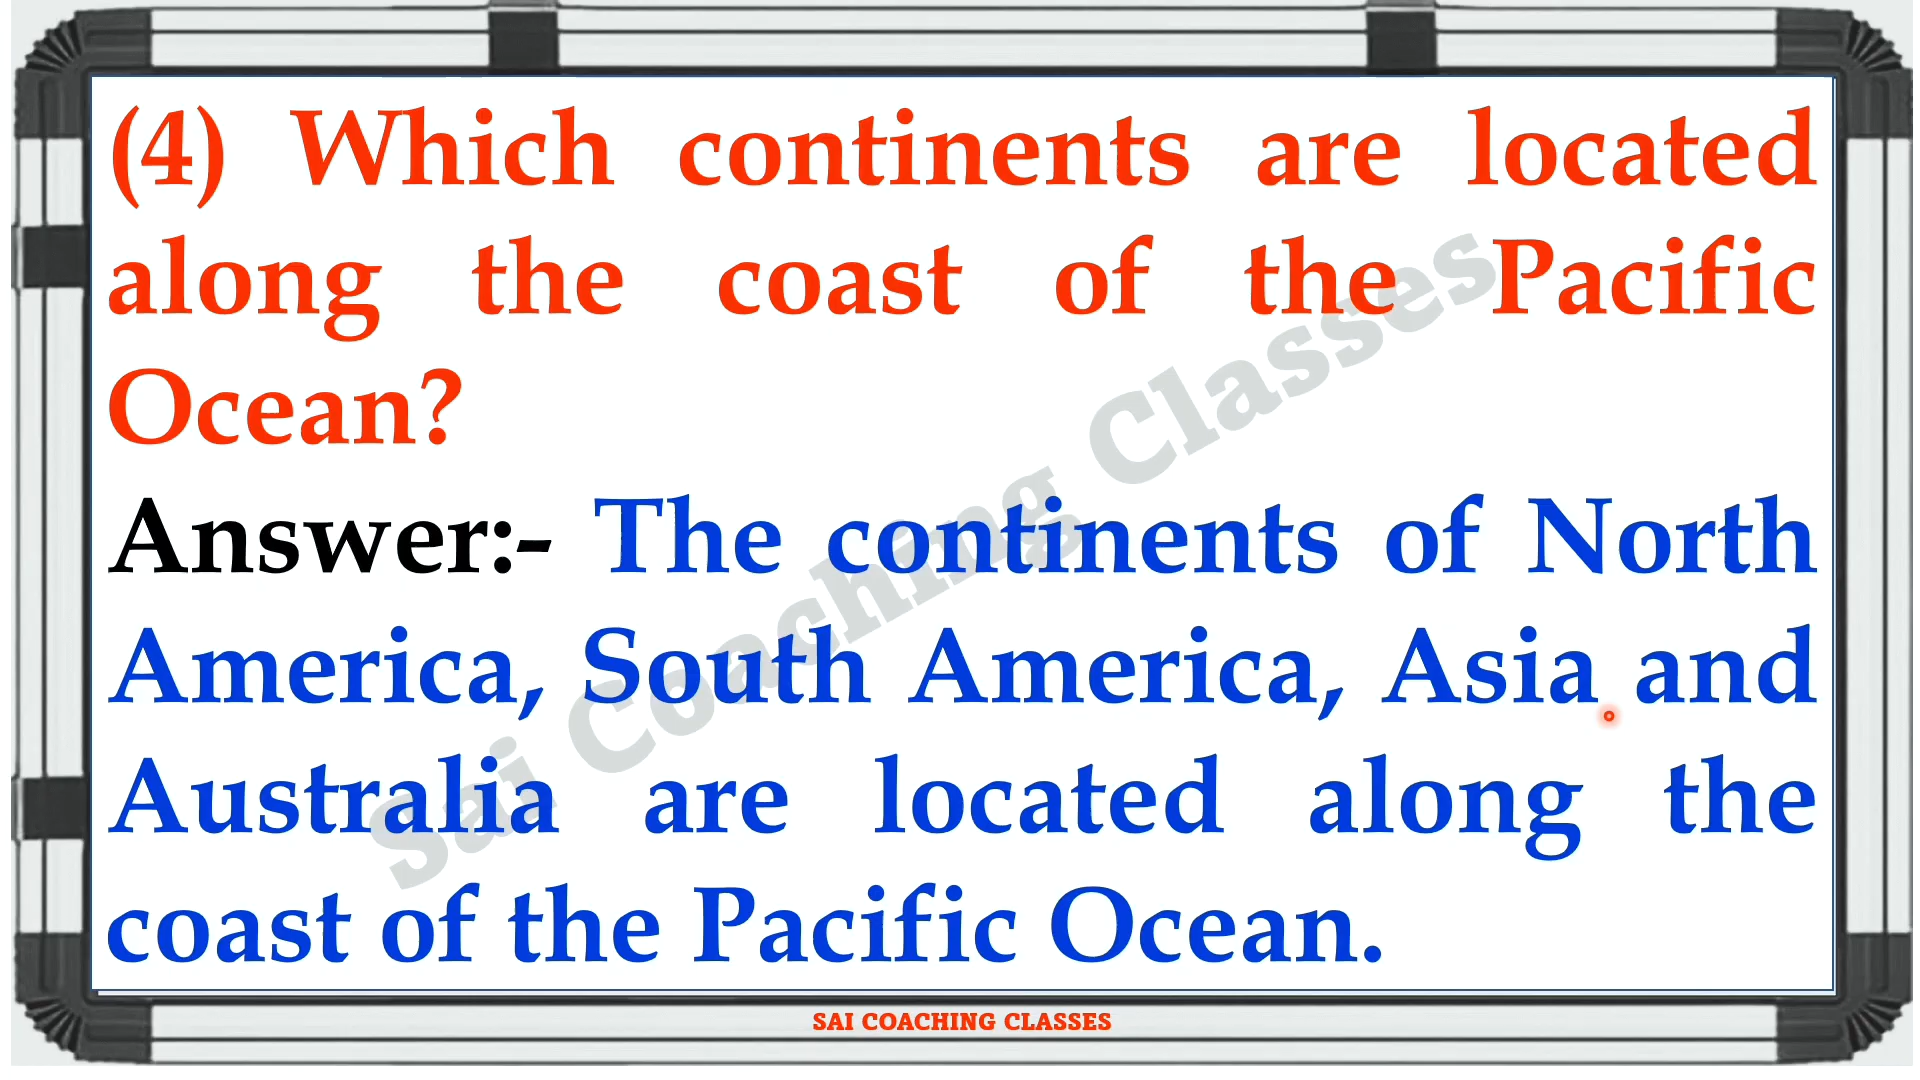 (4) Which continents are located
along the coast of the Pacific
Ocean?
Answer:- The continents of North
America, South America, Asia and
Australia are located along the
coast of the Pacific Ocean.
Sai Coaching Classes
SAI COACHING CLASSES